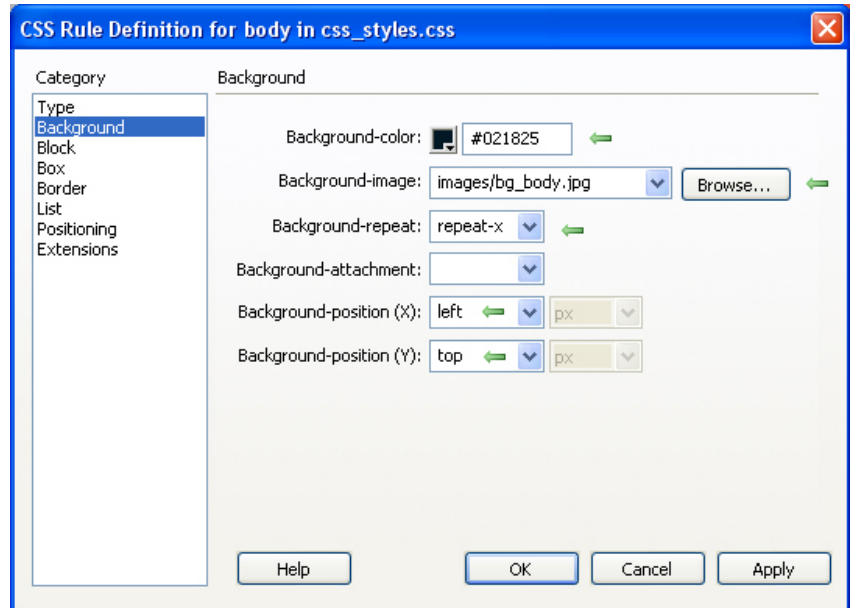 CSS Rule Definition for body in css_styles.css
Category
Background
Type
Background
Block
Box
Border
List
Positioning
Extensions
Background-color: #021825
Background-image: images/bg_body.jpg Browse...
Background-repeat: repeat-x
Background-attachment:
Background-position (X): left px
Background-position (Y): top px
Help OK Cancel Apply